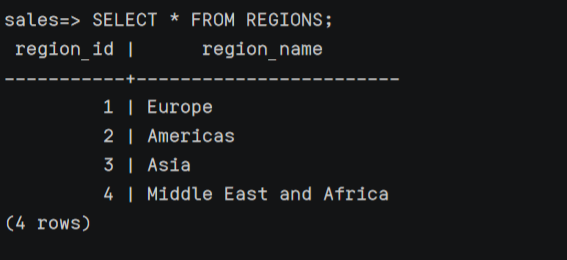 sales=> SELECT * FROM REGIONS;
 region_id |      region_name
-----------+------------------------
         1 | Europe
         2 | Americas
         3 | Asia
         4 | Middle East and Africa
(4 rows)